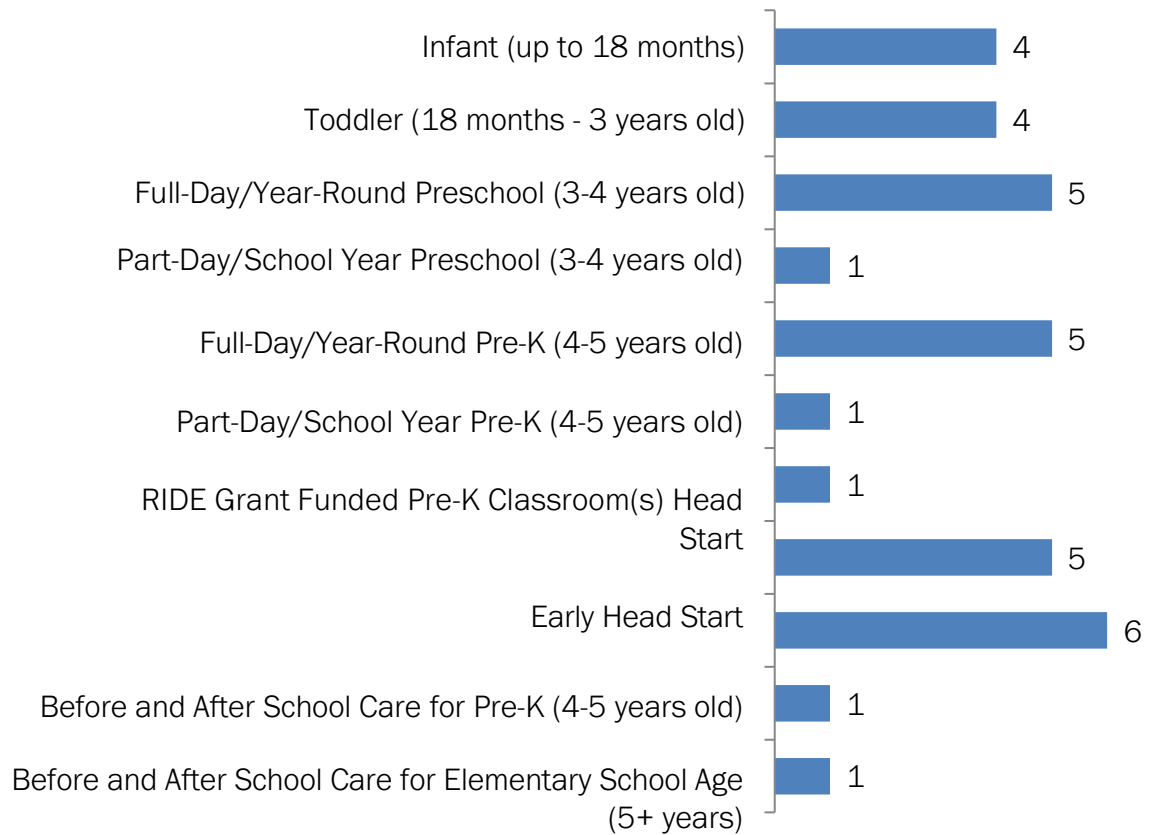 Infant (up to 18 months) 4
Toddler (18 months - 3 years old) 4
Full-Day/Year-Round Preschool (3-4 years old) 5
Part-Day/School Year Preschool (3-4 years old) 1
Full-Day/Year-Round Pre-K (4-5 years old) 5
Part-Day/School Year Pre-K (4-5 years old) 1
RIDE Grant Funded Pre-K Classroom(s) Head 1
Start 5
Early Head Start 6
Before and After School Care for Pre-K (4-5 years old) 1
Before and After School Care for Elementary School Age 1
(5+ years)